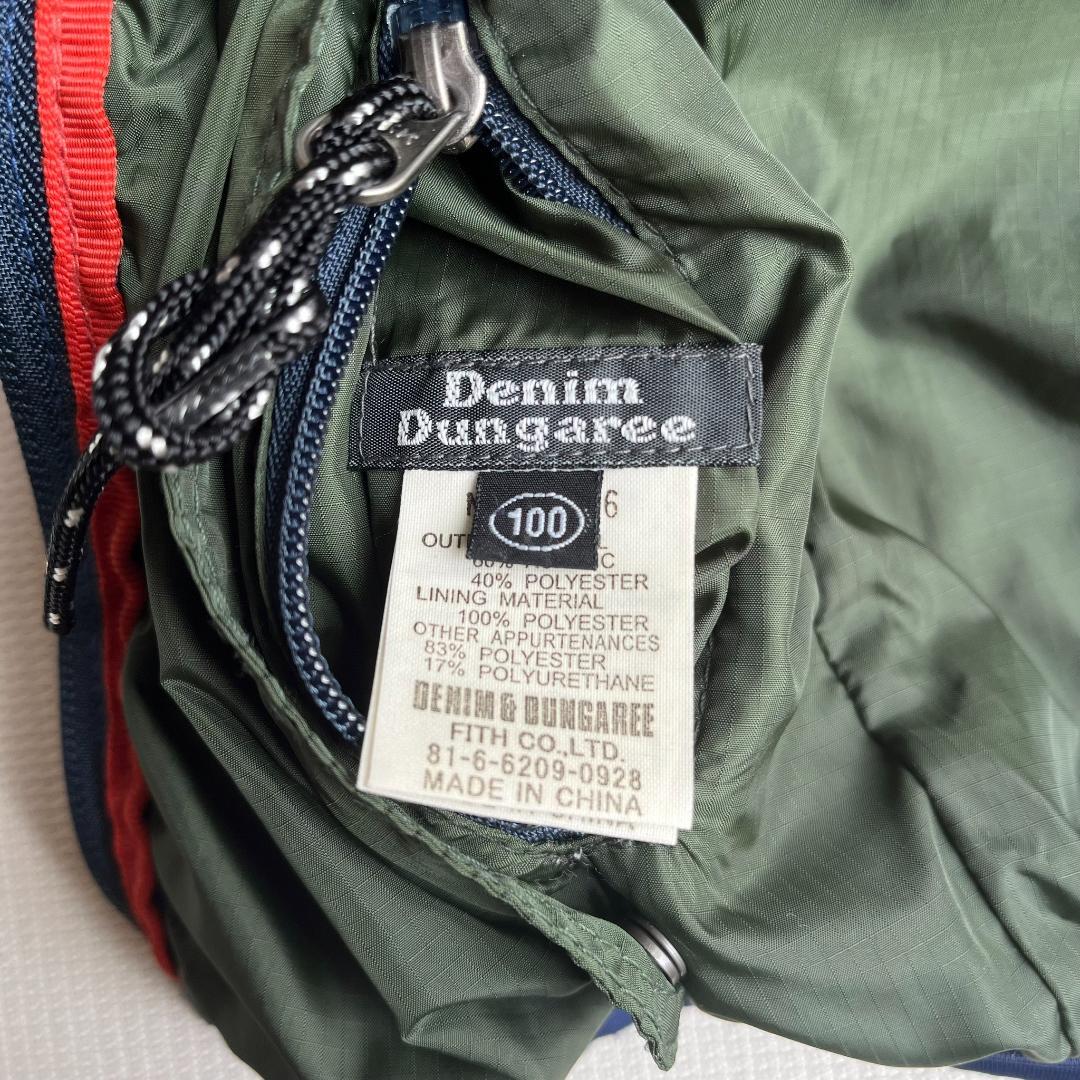 Denim
Dungaree
6
100
40% POLYESTER
LINING MATERIAL
100% POLYESTER
OTHER APPURTENANCES
83% POLYESTER
17% POLYURETHANE
DENIM & DUNGAREE
FITH CO.LTD.
81-6-6209-0928
MADE IN CHINA